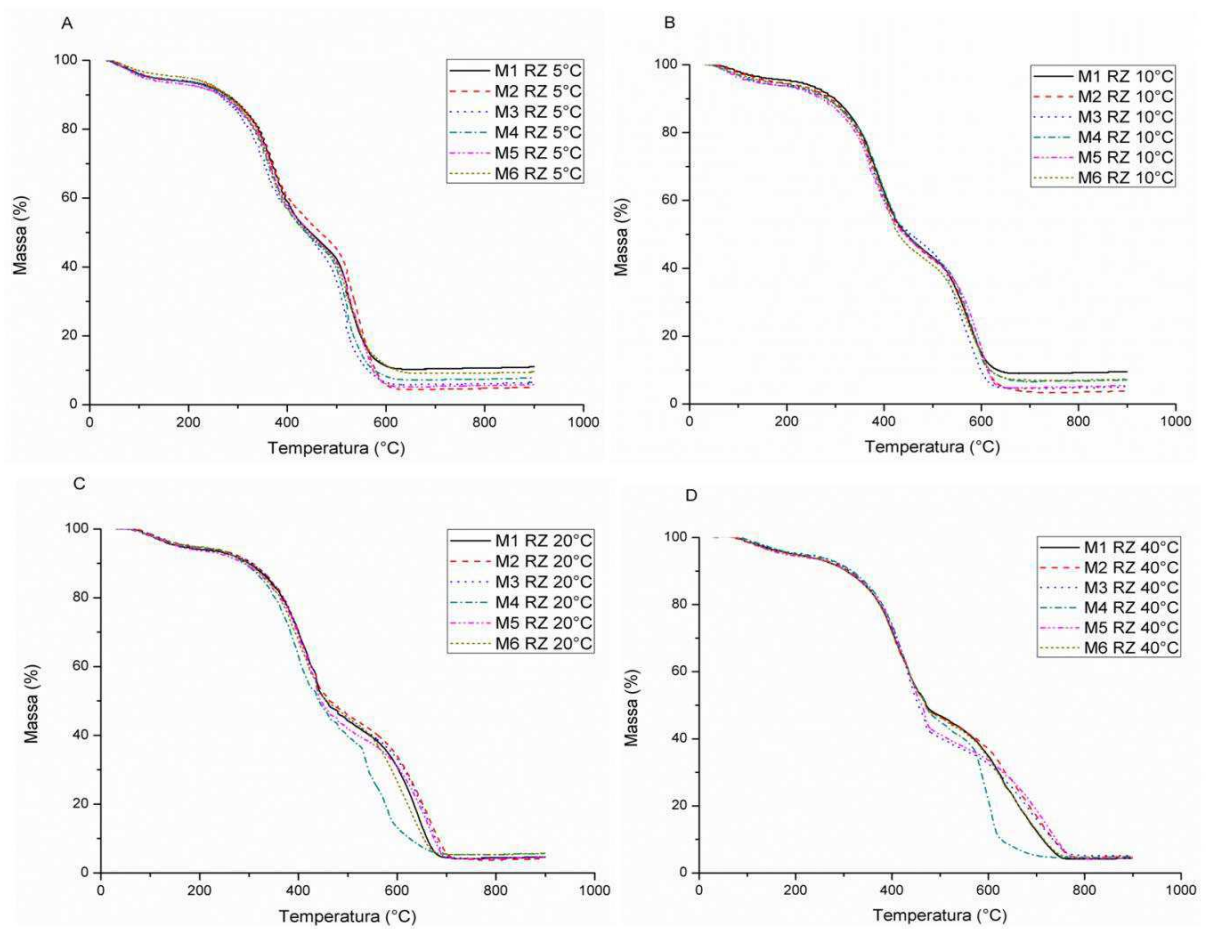 A
100
80
60
40
20
0
Massa (%)
M1 RZ 5°C
M2 RZ 5°C
M3 RZ 5°C
M4 RZ 5°C
M5 RZ 5°C
M6 RZ 5°C
0 200 400 600 800 1000
Temperatura (°C)
B
100
80
60
40
20
0
Massa (%)
M1 RZ 10°C
M2 RZ 10°C
M3 RZ 10°C
M4 RZ 10°C
M5 RZ 10°C
M6 RZ 10°C
0 200 400 600 800 1000
Temperatura (°C)
C
100
80
60
40
20
0
Massa (%)
M1 RZ 20°C
M2 RZ 20°C
M3 RZ 20°C
M4 RZ 20°C
M5 RZ 20°C
M6 RZ 20°C
0 200 400 600 800 1000
Temperatura (°C)
D
100
80
60
40
20
0
Massa (%)
M1 RZ 40°C
M2 RZ 40°C
M3 RZ 40°C
M4 RZ 40°C
M5 RZ 40°C
M6 RZ 40°C
0 200 400 600 800 1000
Temperatura (°C)